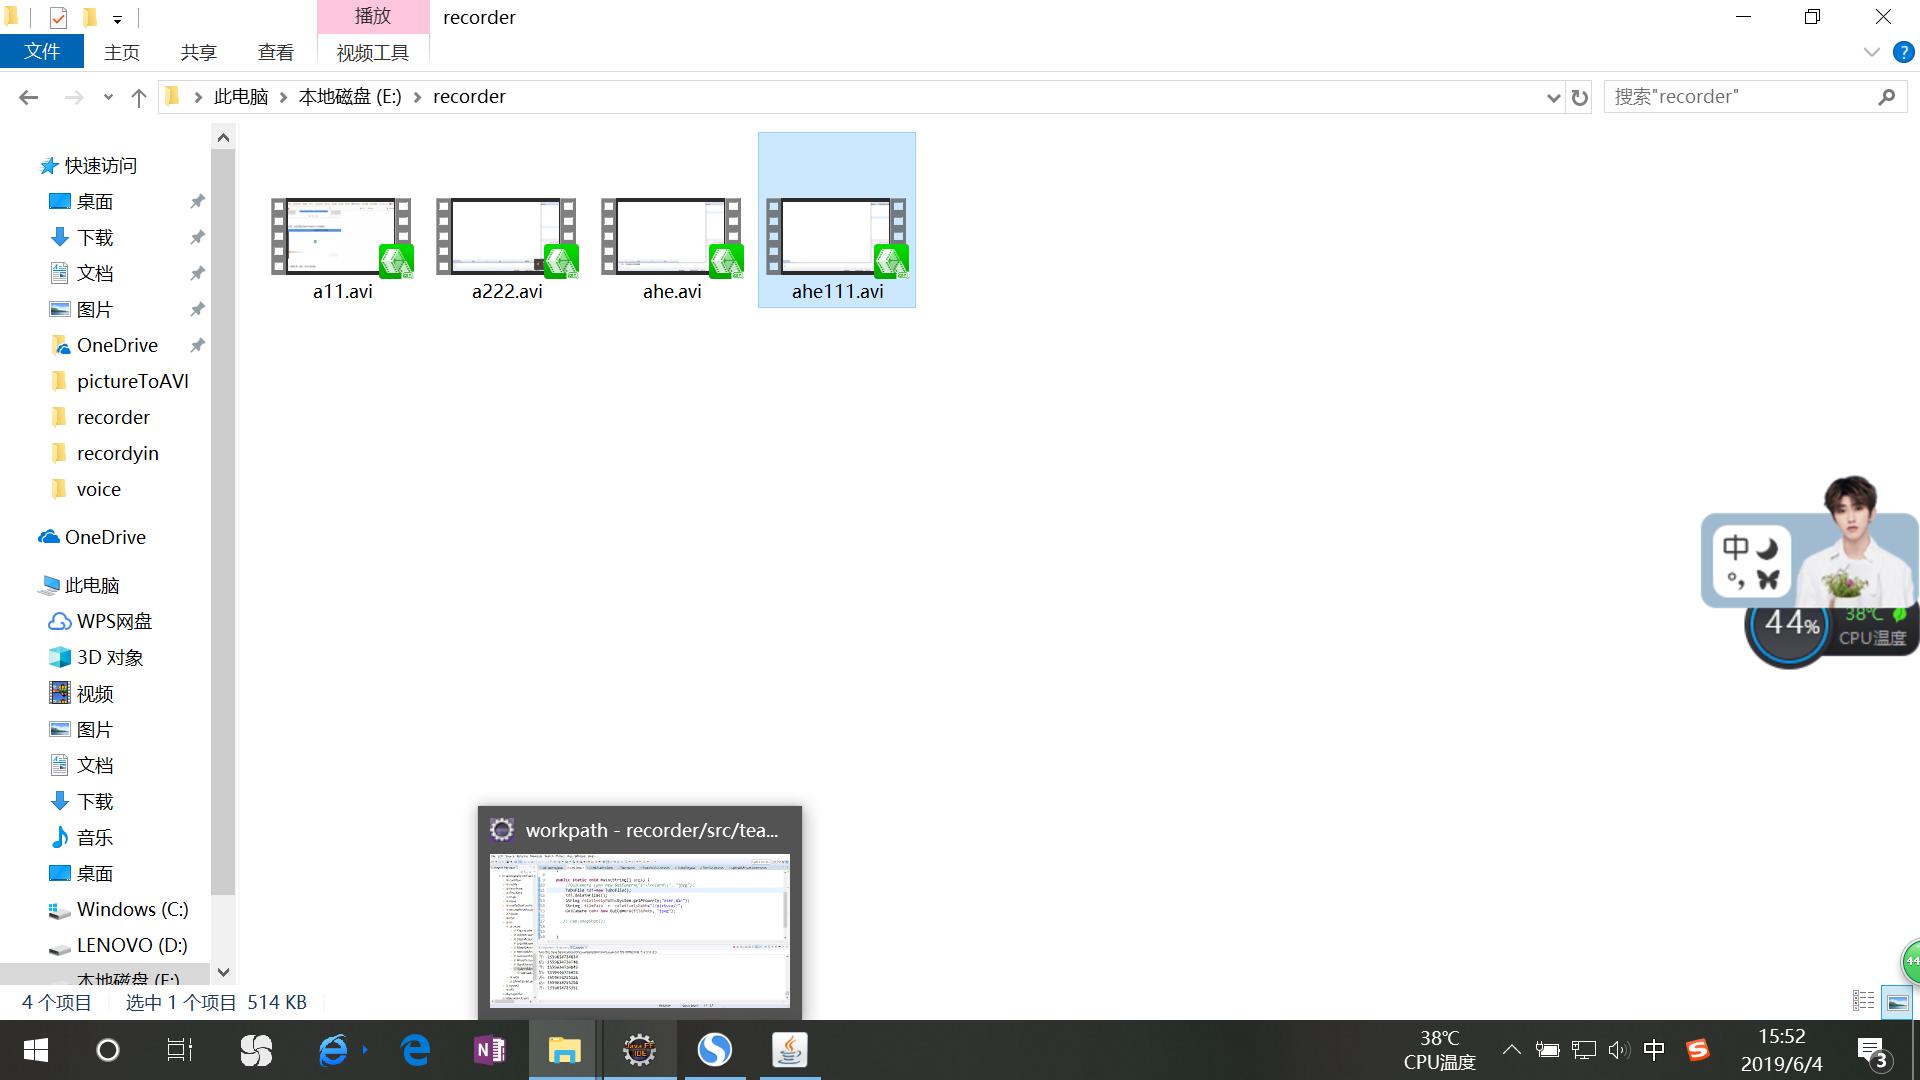 播放
recorder
文件
主页
共享
查看
视频工具
此电脑
本地磁盘 (E:)
recorder
搜索"recorder"
快速访问
桌面
下载
文档
图片
OneDrive
pictureToAVI
recorder
recordyin
voice
OneDrive
此电脑
WPS网盘
3D 对象
视频
图片
文档
下载
音乐
桌面
Windows (C:)
LENOVO (D:)
本地磁盘 (E:)
a11.avi
a222.avi
ahe.avi
ahe111.avi
中
44%
38℃
CPU温度
44
workpath - recorder/src/tea...
4 个项目
选中 1 个项目 514 KB
38℃
CPU温度
中
15:52
2019/6/4
3